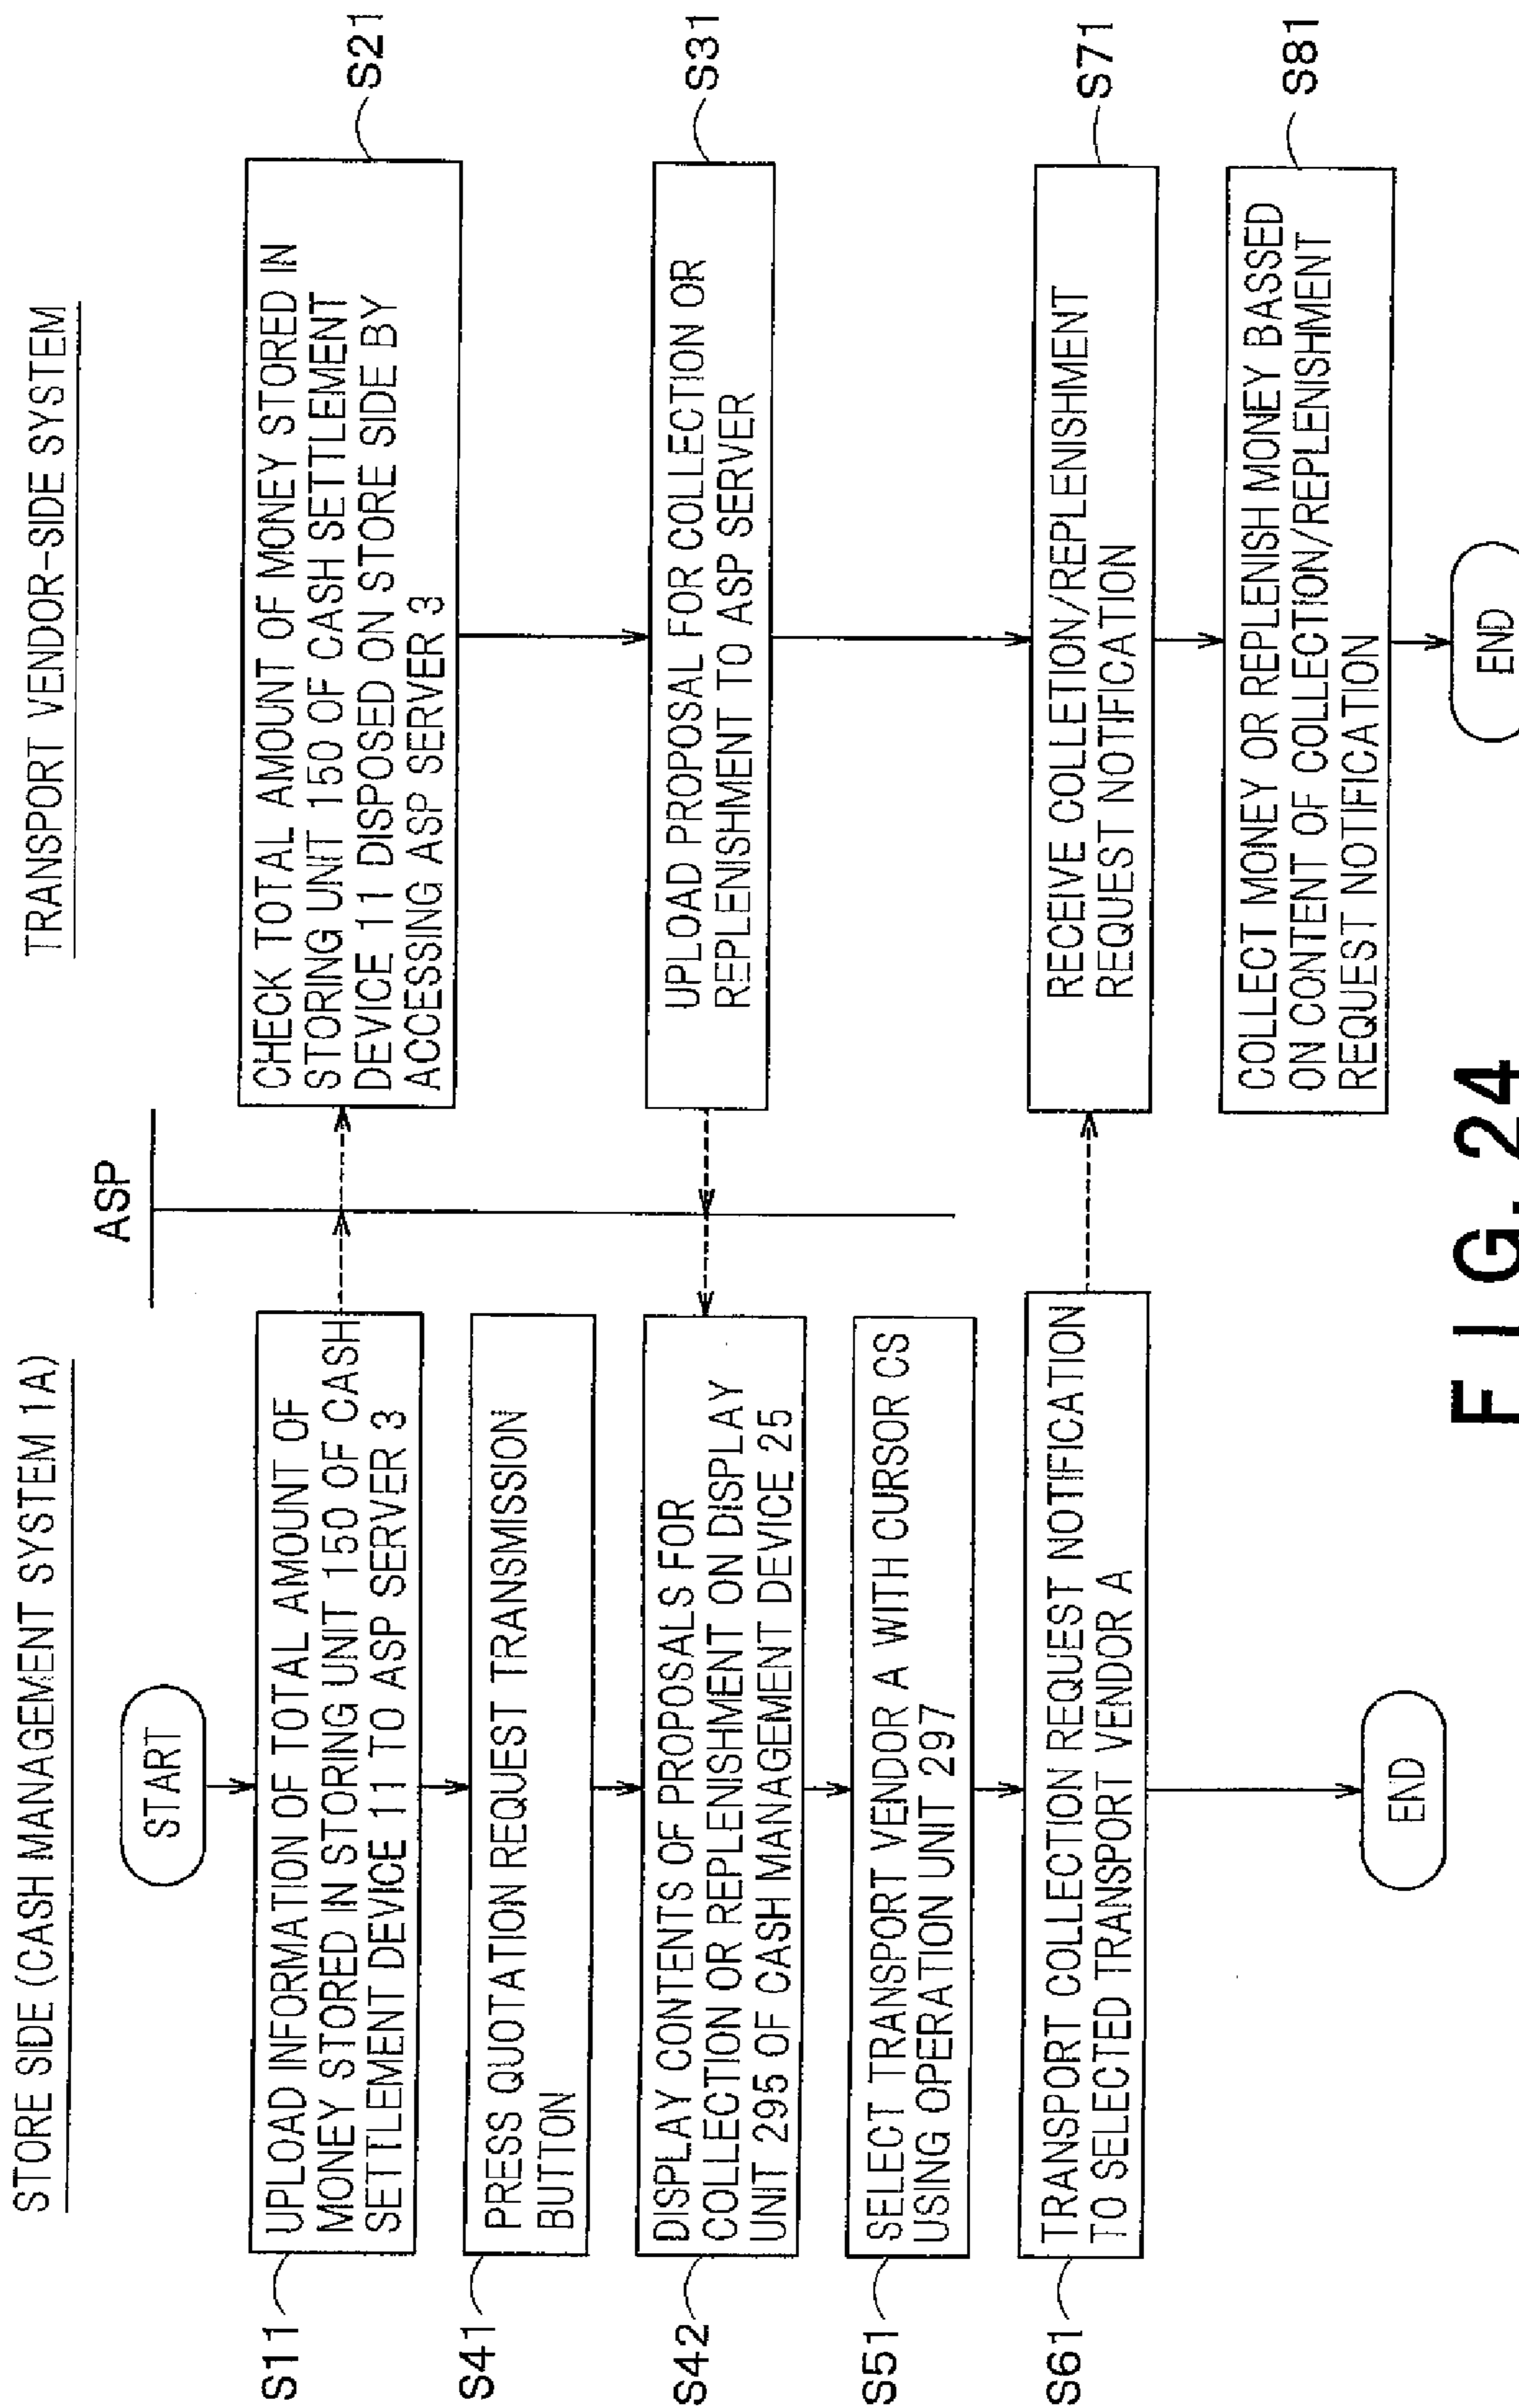 STORE SIDE (CASH MANAGEMENT SYSTEM 1A)
START
S11
UPLOAD INFORMATION OF TOTAL AMOUNT OF
MONEY STORED IN STORING UNIT 150 OF CASH
SETTLEMENT DEVICE 11 TO ASP SERVER 3
S41
PRESS QUOTATION REQUEST TRANSMISSION
BUTTON
S42
DISPLAY CONTENTS OF PROPOSALS FOR
COLLECTION OR REPLENISHMENT ON DISPLAY
UNIT 295 OF CASH MANAGEMENT DEVICE 25
S51
SELECT TRANSPORT VENDOR A WITH CURSOR CS
USING OPERATION UNIT 297
S61
TRANSPORT COLLECTION REQUEST NOTIFICATION
TO SELECTED TRANSPORT VENDOR A
END
ASP
TRANSPORT VENDOR-SIDE SYSTEM
CHECK TOTAL AMOUNT OF MONEY STORED IN
STORING UNIT 150 OF CASH SETTLEMENT
DEVICE 11 DISPOSED ON STORE SIDE BY
ACCESSING ASP SERVER 3
S21
UPLOAD PROPOSAL FOR COLLECTION OR
REPLENISHMENT TO ASP SERVER
S31
RECEIVE COLLETION/REPLENISHMENT
REQUEST NOTIFICATION
S71
COLLECT MONEY OR REPLENISH MONEY BASSED
ON CONTENT OF COLLECTION/REPLENISHMENT
REQUEST NOTIFICATION
S81
END
FIG. 24